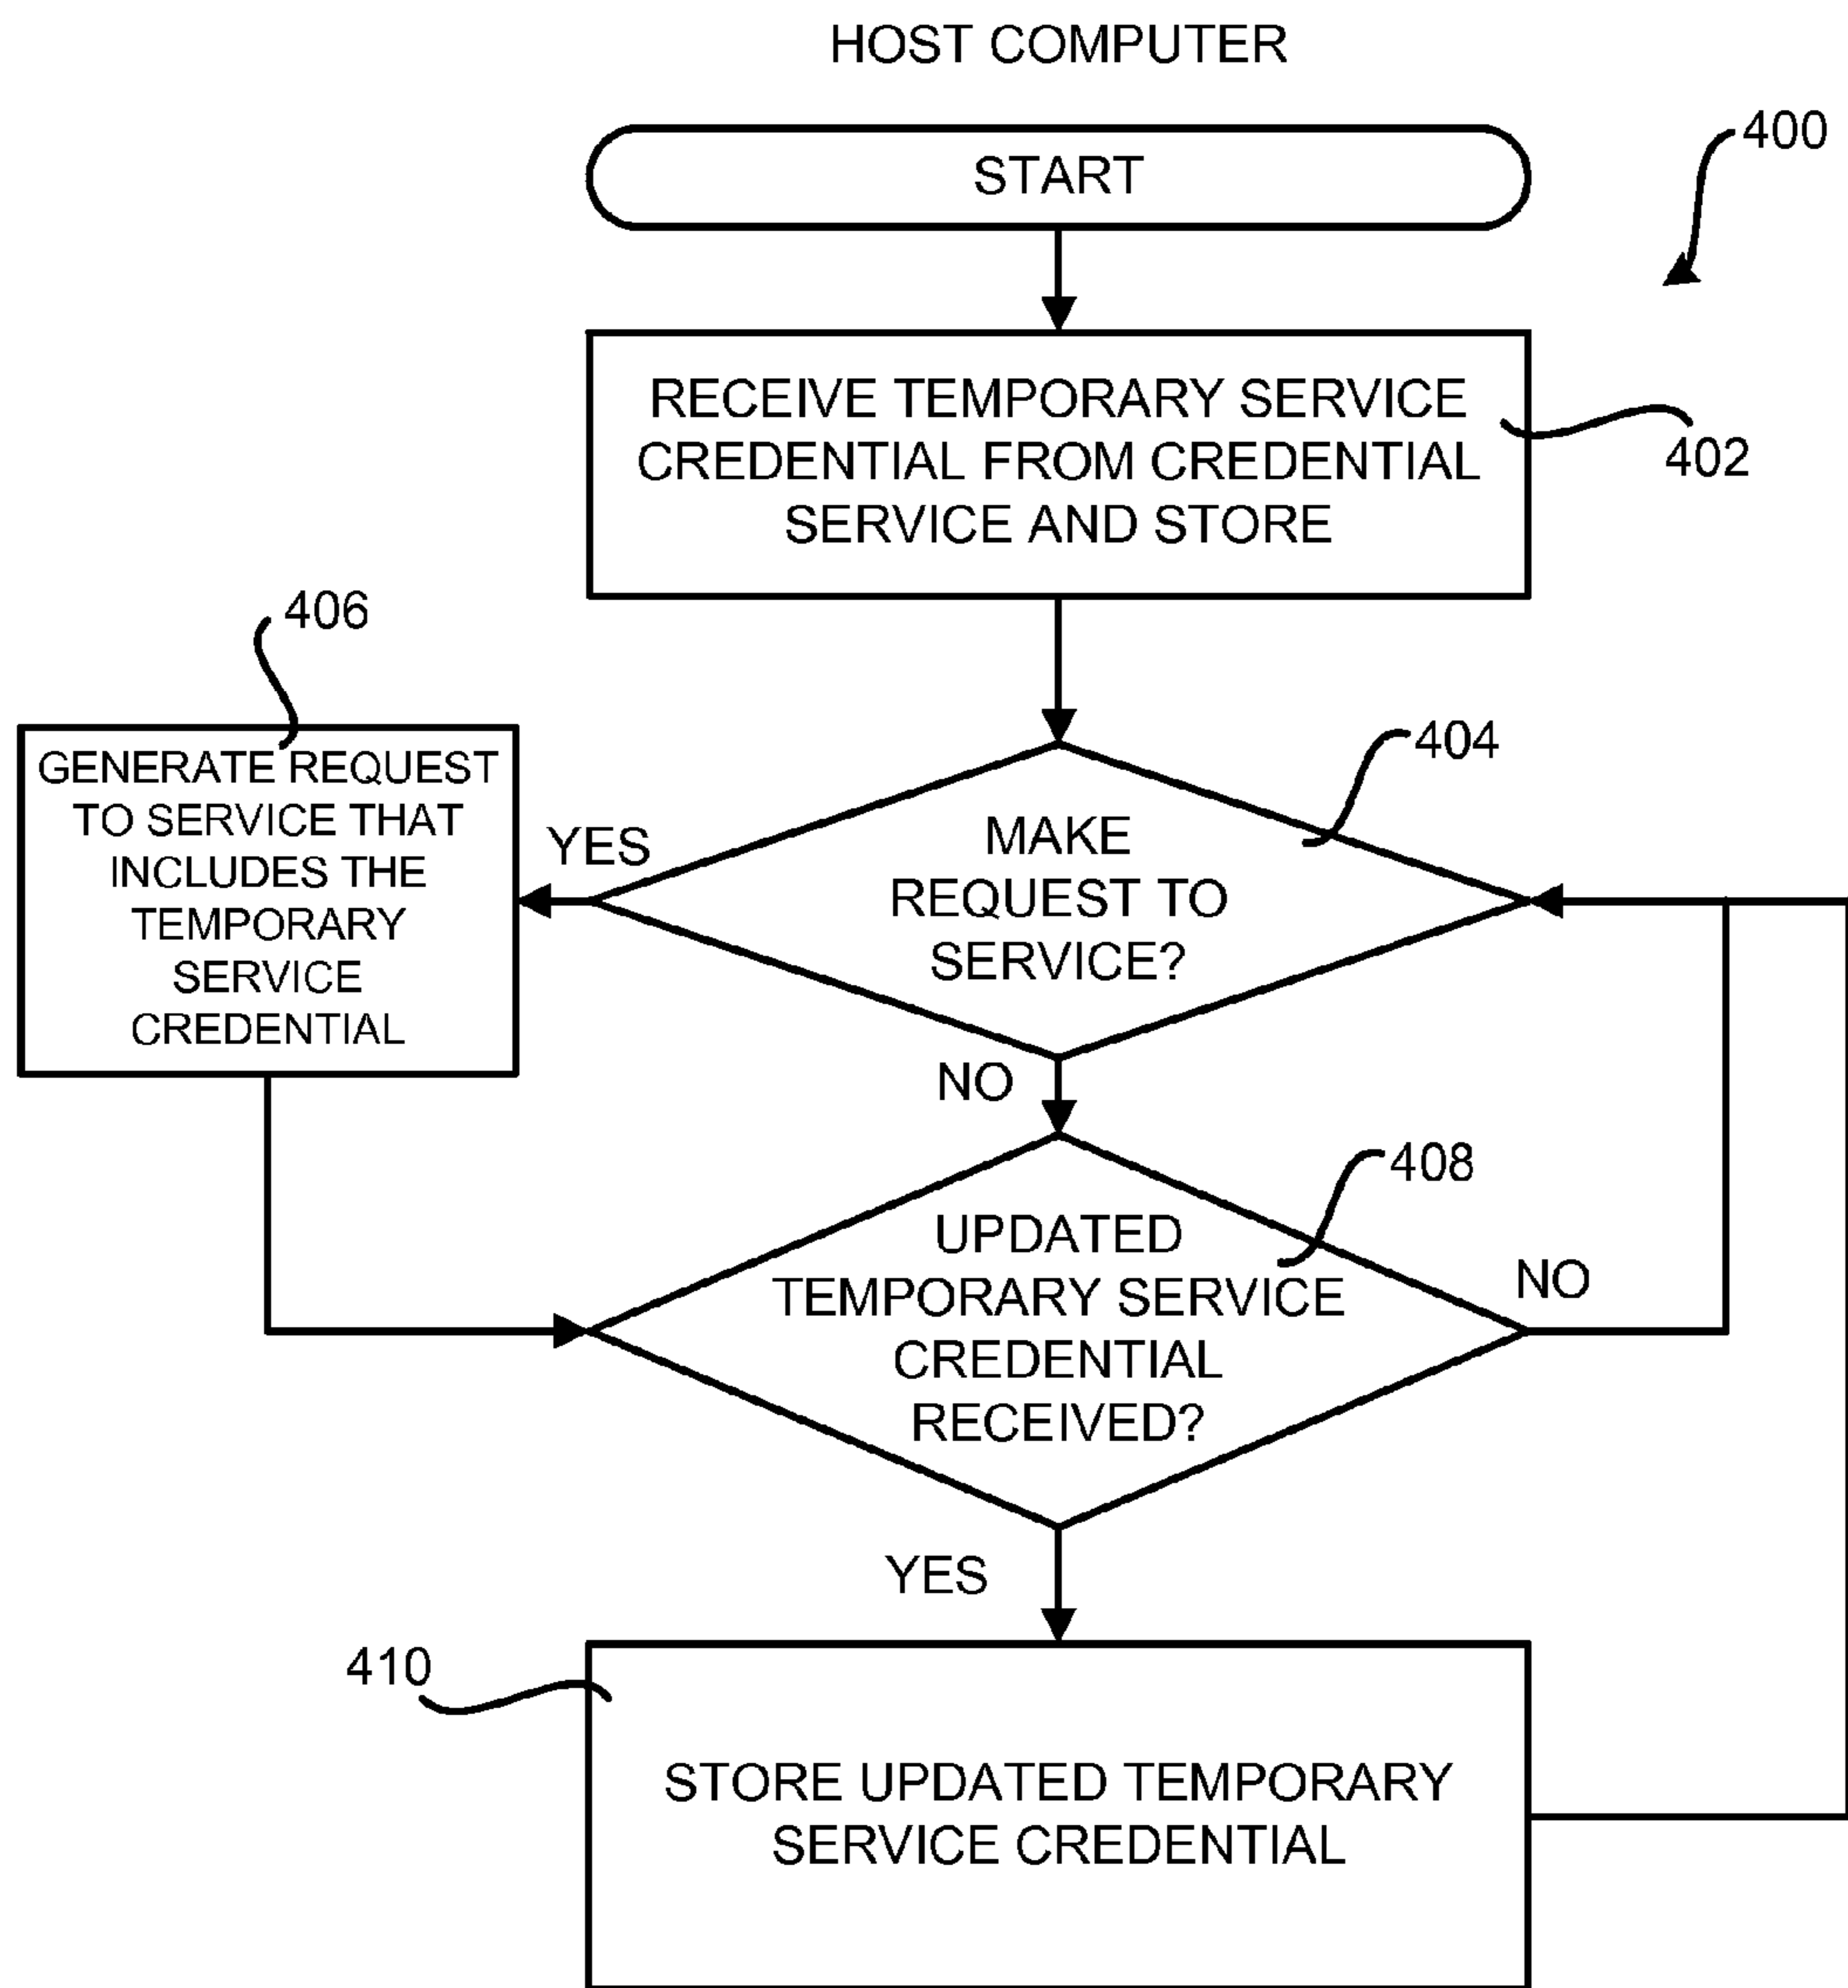 HOST COMPUTER
400
START
RECEIVE TEMPORARY SERVICE
CREDENTIAL FROM CREDENTIAL
SERVICE AND STORE
402
406
404
GENERATE REQUEST
TO SERVICE THAT
INCLUDES THE
TEMPORARY
SERVICE
CREDENTIAL
YES
MAKE
REQUEST TO
SERVICE?
NO
408
UPDATED
TEMPORARY SERVICE
CREDENTIAL
RECEIVED?
NO
YES
410
STORE UPDATED TEMPORARY
SERVICE CREDENTIAL